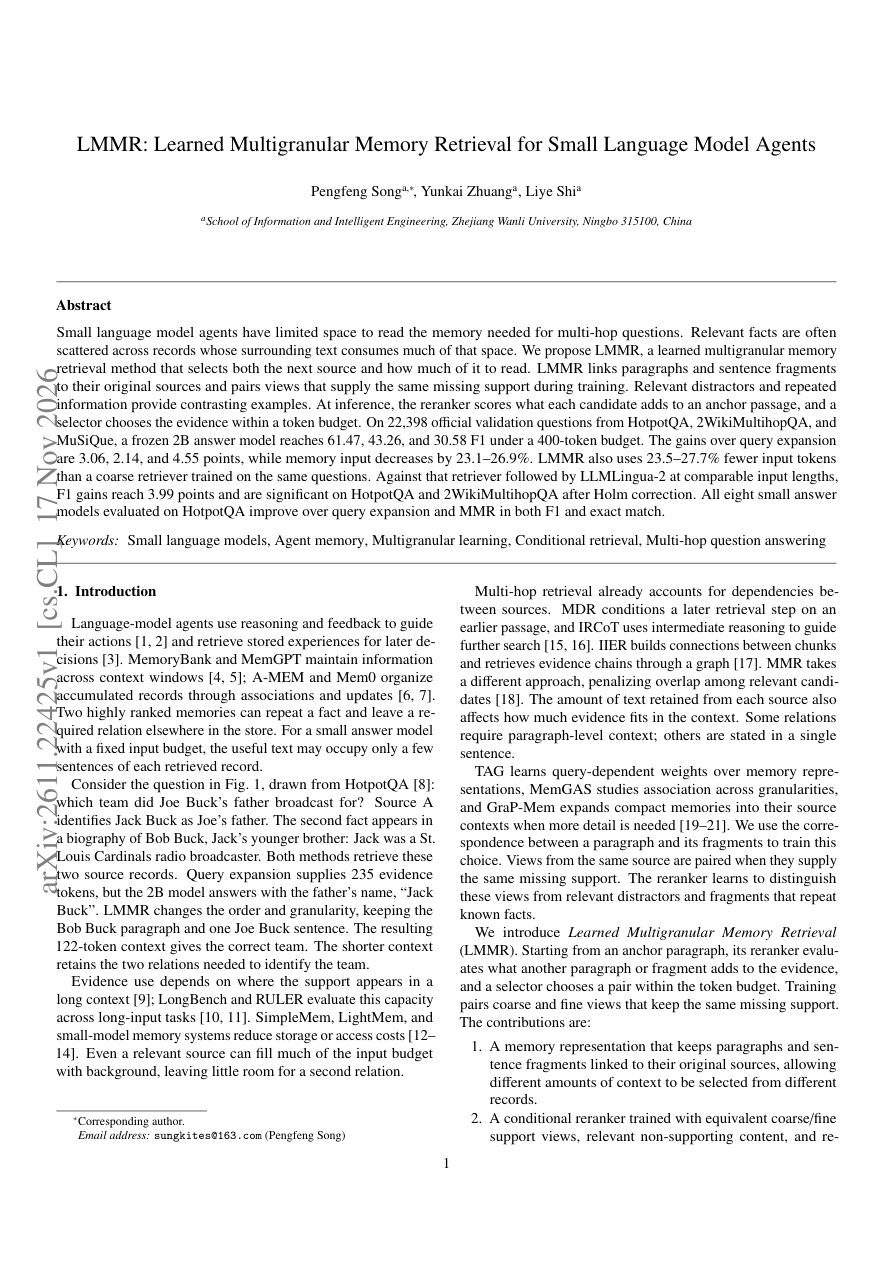 LMMR: Learned Multigranular Memory Retrieval for Small Language Model Agents
Pengfeng Songa,∗, Yunkai Zhuanga, Liye Shia
aSchool of Information and Intelligent Engineering, Zhejiang Wanli University, Ningbo 315100, China
Abstract
Small language model agents have limited space to read the memory needed for multi-hop questions. Relevant facts are often
scattered across records whose surrounding text consumes much of that space. We propose LMMR, a learned multigranular memory
retrieval method that selects both the next source and how much of it to read. LMMR links paragraphs and sentence fragments
to their original sources and pairs views that supply the same missing support during training. Relevant distractors and repeated
information provide contrasting examples. At inference, the reranker scores what each candidate adds to an anchor passage, and a
selector chooses the evidence within a token budget. On 22,398 official validation questions from HotpotQA, 2WikiMultihopQA, and
MuSiQue, a frozen 2B answer model reaches 61.47, 43.26, and 30.58 F1 under a 400-token budget. The gains over query expansion
are 3.06, 2.14, and 4.55 points, while memory input decreases by 23.1–26.9%. LMMR also uses 23.5–27.7% fewer input tokens
than a coarse retriever trained on the same questions. Against that retriever followed by LLMLingua-2 at comparable input lengths,
F1 gains reach 3.99 points and are significant on HotpotQA and 2WikiMultihopQA after Holm correction. All eight small answer
models evaluated on HotpotQA improve over query expansion and MMR in both F1 and exact match.
Keywords: Small language models, Agent memory, Multigranular learning, Conditional retrieval, Multi-hop question answering
arXiv:2611.22425v1 [cs.CL] 17 Nov 2026
1. Introduction
Language-model agents use reasoning and feedback to guide
their actions [1, 2] and retrieve stored experiences for later de-
cisions [3]. MemoryBank and MemGPT maintain information
across context windows [4, 5]; A-MEM and Mem0 organize
accumulated records through associations and updates [6, 7].
Two highly ranked memories can repeat a fact and leave a re-
quired relation elsewhere in the store. For a small answer model
with a fixed input budget, the useful text may occupy only a few
sentences of each retrieved record.
Consider the question in Fig. 1, drawn from HotpotQA [8]:
which team did Joe Buck’s father broadcast for? Source A
identifies Jack Buck as Joe’s father. The second fact appears in
a biography of Bob Buck, Jack’s younger brother: Jack was a St.
Louis Cardinals radio broadcaster. Both methods retrieve these
two source records. Query expansion supplies 235 evidence
tokens, but the 2B model answers with the father’s name, “Jack
Buck”. LMMR changes the order and granularity, keeping the
Bob Buck paragraph and one Joe Buck sentence. The resulting
122-token context gives the correct team. The shorter context
retains the two relations needed to identify the team.
Evidence use depends on where the support appears in a
long context [9]; LongBench and RULER evaluate this capacity
across long-input tasks [10, 11]. SimpleMem, LightMem, and
small-model memory systems reduce storage or access costs [12–
14]. Even a relevant source can fill much of the input budget
with background, leaving little room for a second relation.
∗Corresponding author.
Email address: sungkites@163.com (Pengfeng Song)
Multi-hop retrieval already accounts for dependencies be-
tween sources. MDR conditions a later retrieval step on an
earlier passage, and IRCoT uses intermediate reasoning to guide
further search [15, 16]. IIER builds connections between chunks
and retrieves evidence chains through a graph [17]. MMR takes
a different approach, penalizing overlap among relevant candi-
dates [18]. The amount of text retained from each source also
affects how much evidence fits in the context. Some relations
require paragraph-level context; others are stated in a single
sentence.
TAG learns query-dependent weights over memory repre-
sentations, MemGAS studies association across granularities,
and GraP-Mem expands compact memories into their source
contexts when more detail is needed [19–21]. We use the corre-
spondence between a paragraph and its fragments to train this
choice. Views from the same source are paired when they supply
the same missing support. The reranker learns to distinguish
these views from relevant distractors and fragments that repeat
known facts.
We introduce Learned Multigranular Memory Retrieval
(LMMR). Starting from an anchor paragraph, its reranker evalu-
ates what another paragraph or fragment adds to the evidence,
and a selector chooses a pair within the token budget. Training
pairs coarse and fine views that keep the same missing support.
The contributions are:
1. A memory representation that keeps paragraphs and sen-
tence fragments linked to their original sources, allowing
different amounts of context to be selected from different
records.
2. A conditional reranker trained with equivalent coarse/fine
support views, relevant non-supporting content, and re-
1